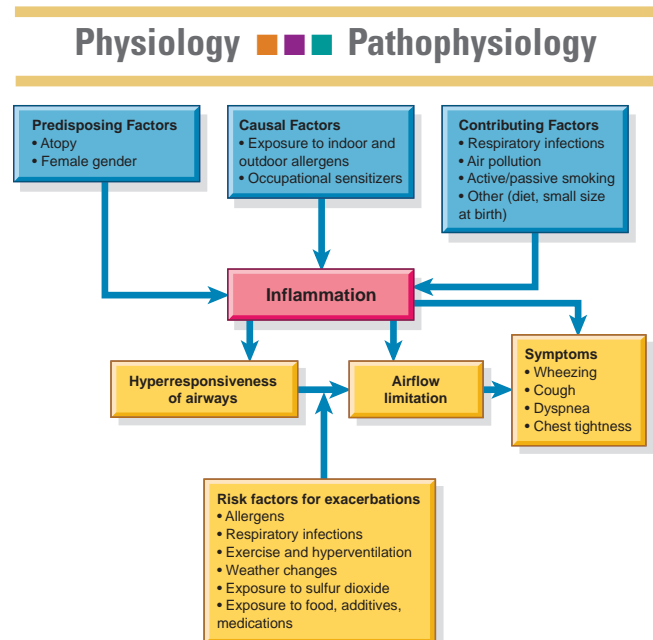 Physiology Pathophysiology
Predisposing Factors
• Atopy
• Female gender
Causal Factors
• Exposure to indoor and
outdoor allergens
• Occupational sensitizers
Contributing Factors
• Respiratory infections
• Air pollution
• Active/passive smoking
• Other (diet, small size
at birth)
Inflammation
Hyperresponsiveness
of airways
Airflow
limitation
Symptoms
• Wheezing
• Cough
• Dyspnea
• Chest tightness
Risk factors for exacerbations
• Allergens
• Respiratory infections
• Exercise and hyperventilation
• Weather changes
• Exposure to sulfur dioxide
• Exposure to food, additives,
medications